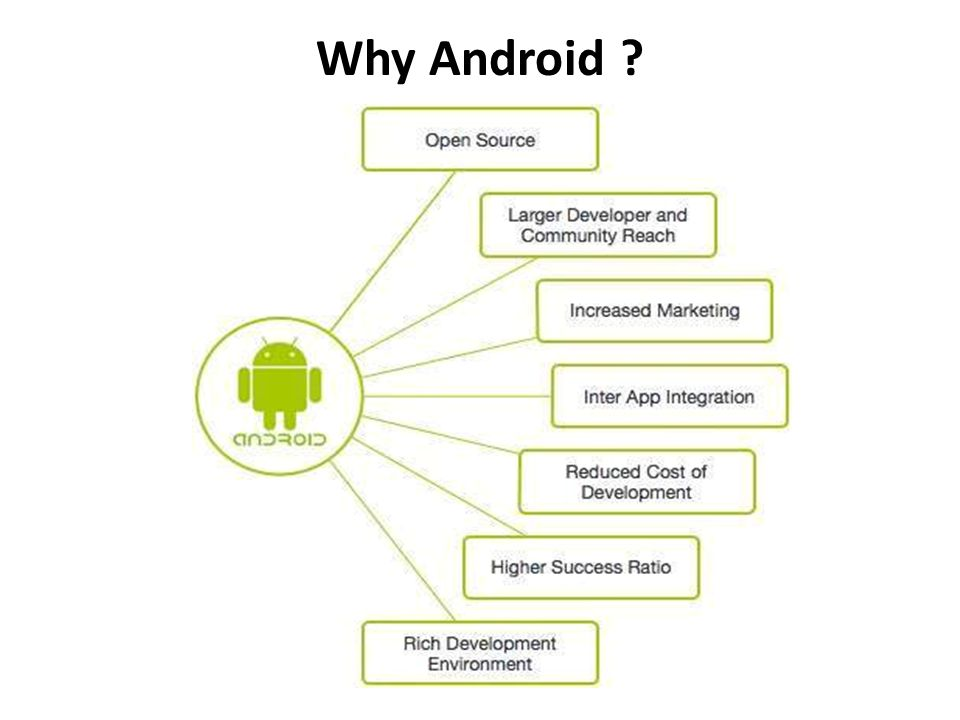 Why Android ?
Open Source
Larger Developer and
Community Reach
Increased Marketing
Inter App Integration
ANDROID
Reduced Cost of
Development
Higher Success Ratio
Rich Development
Environment